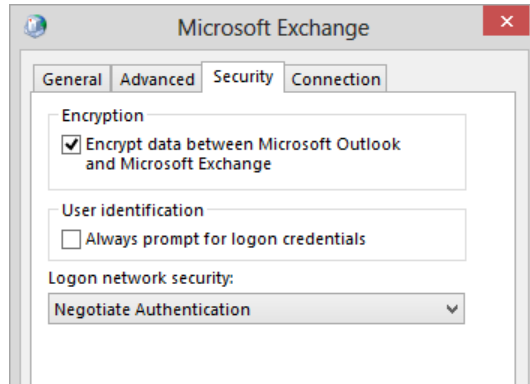 Microsoft Exchange
General Advanced Security Connection
Encryption
Encrypt data between Microsoft Outlook
and Microsoft Exchange
User identification
Always prompt for logon credentials
Logon network security:
Negotiate Authentication